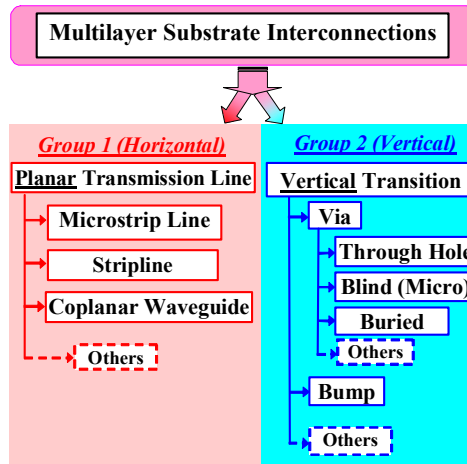 Multilayer Substrate Interconnections
Group 1 (Horizontal)
Planar Transmission Line
Microstrip Line
Stripline
Coplanar Waveguide
Others
Group 2 (Vertical)
Vertical Transition
Via
Through Hole
Blind (Micro)
Buried
Others
Bump
Others